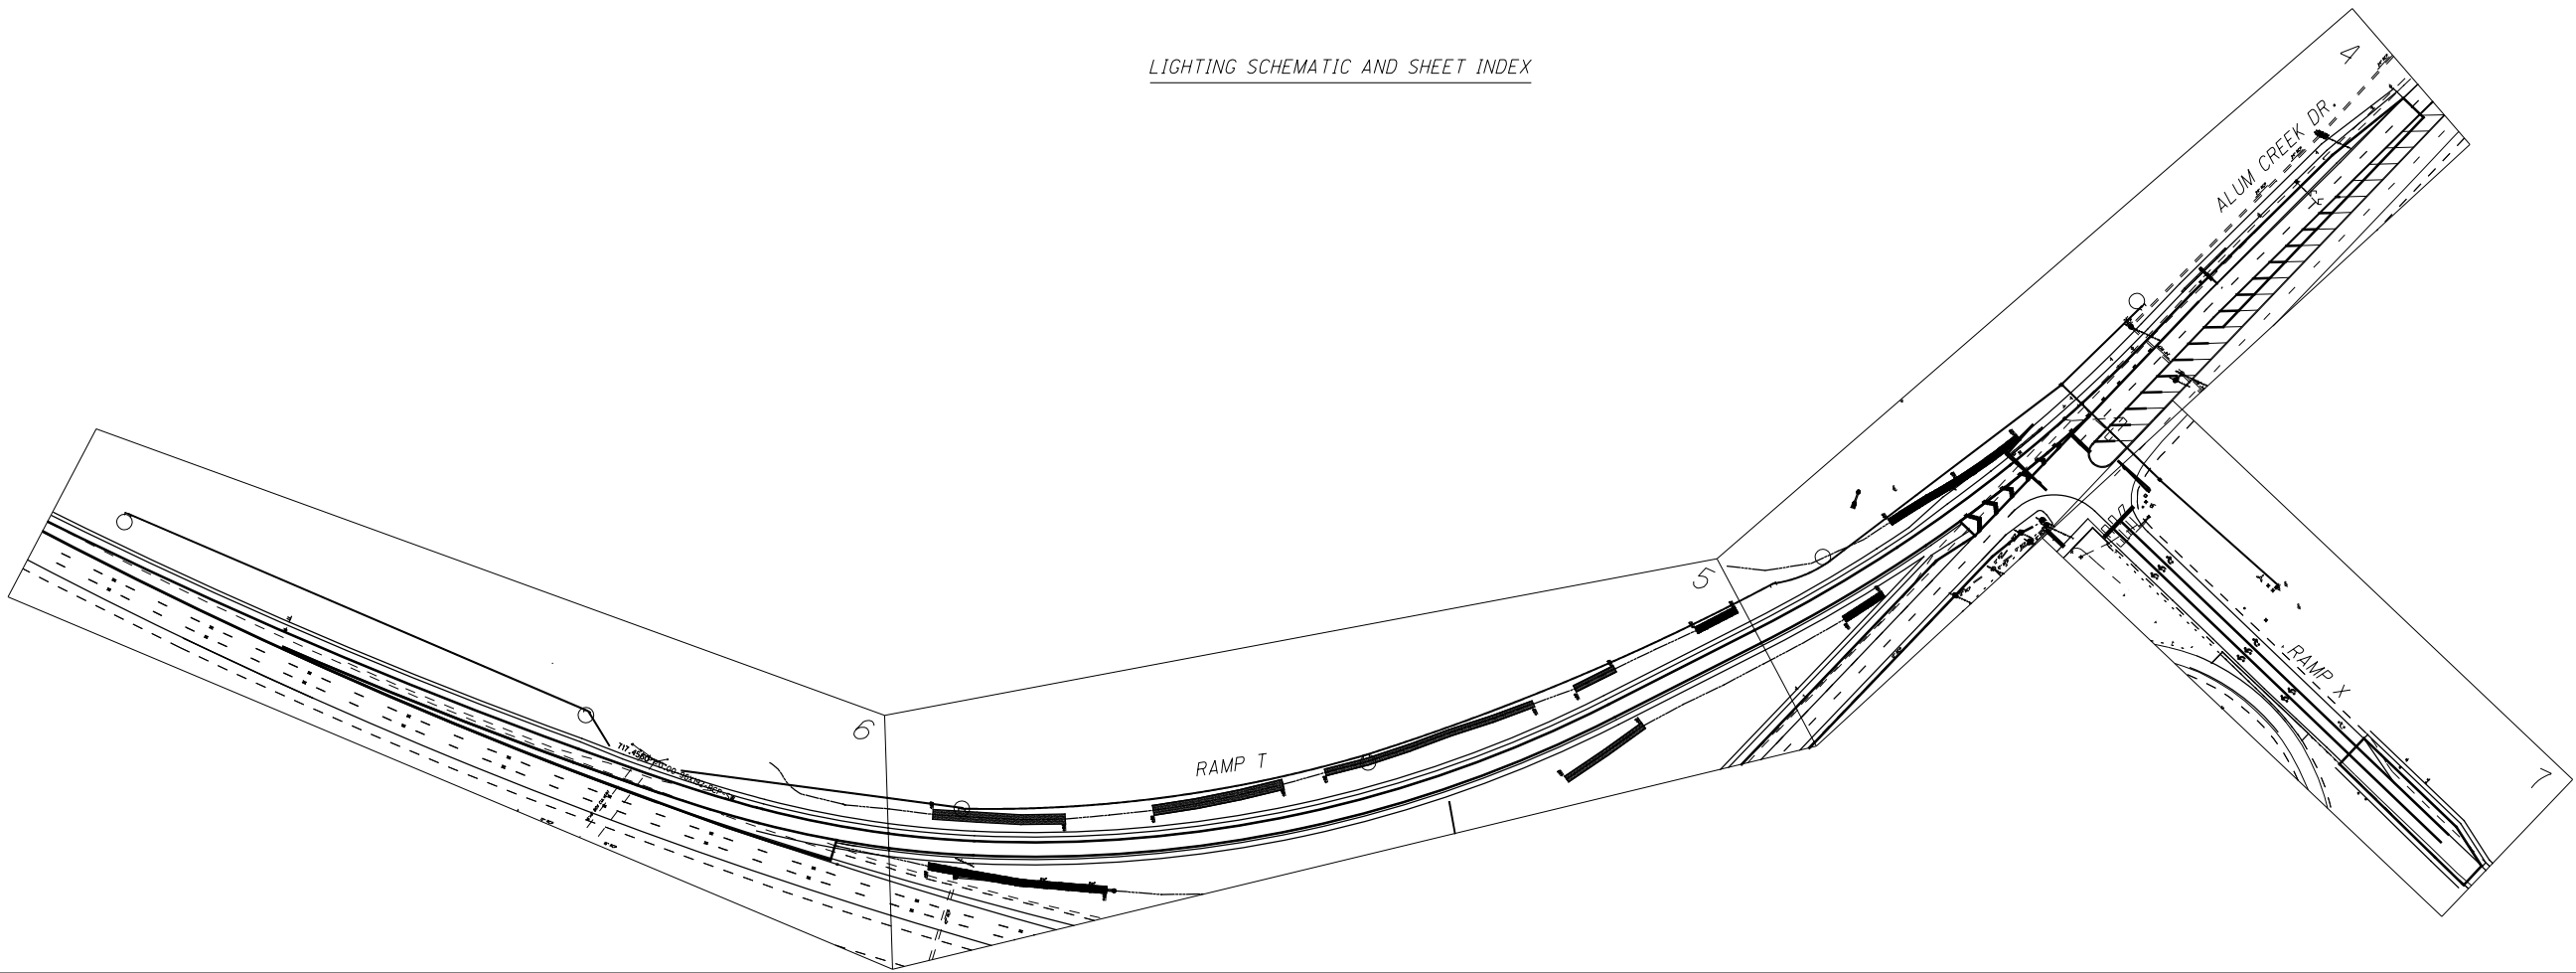 LIGHTING SCHEMATIC AND SHEET INDEX
4
ALUM CREEK DR.
5
6
RAMP T
RAMP X
7